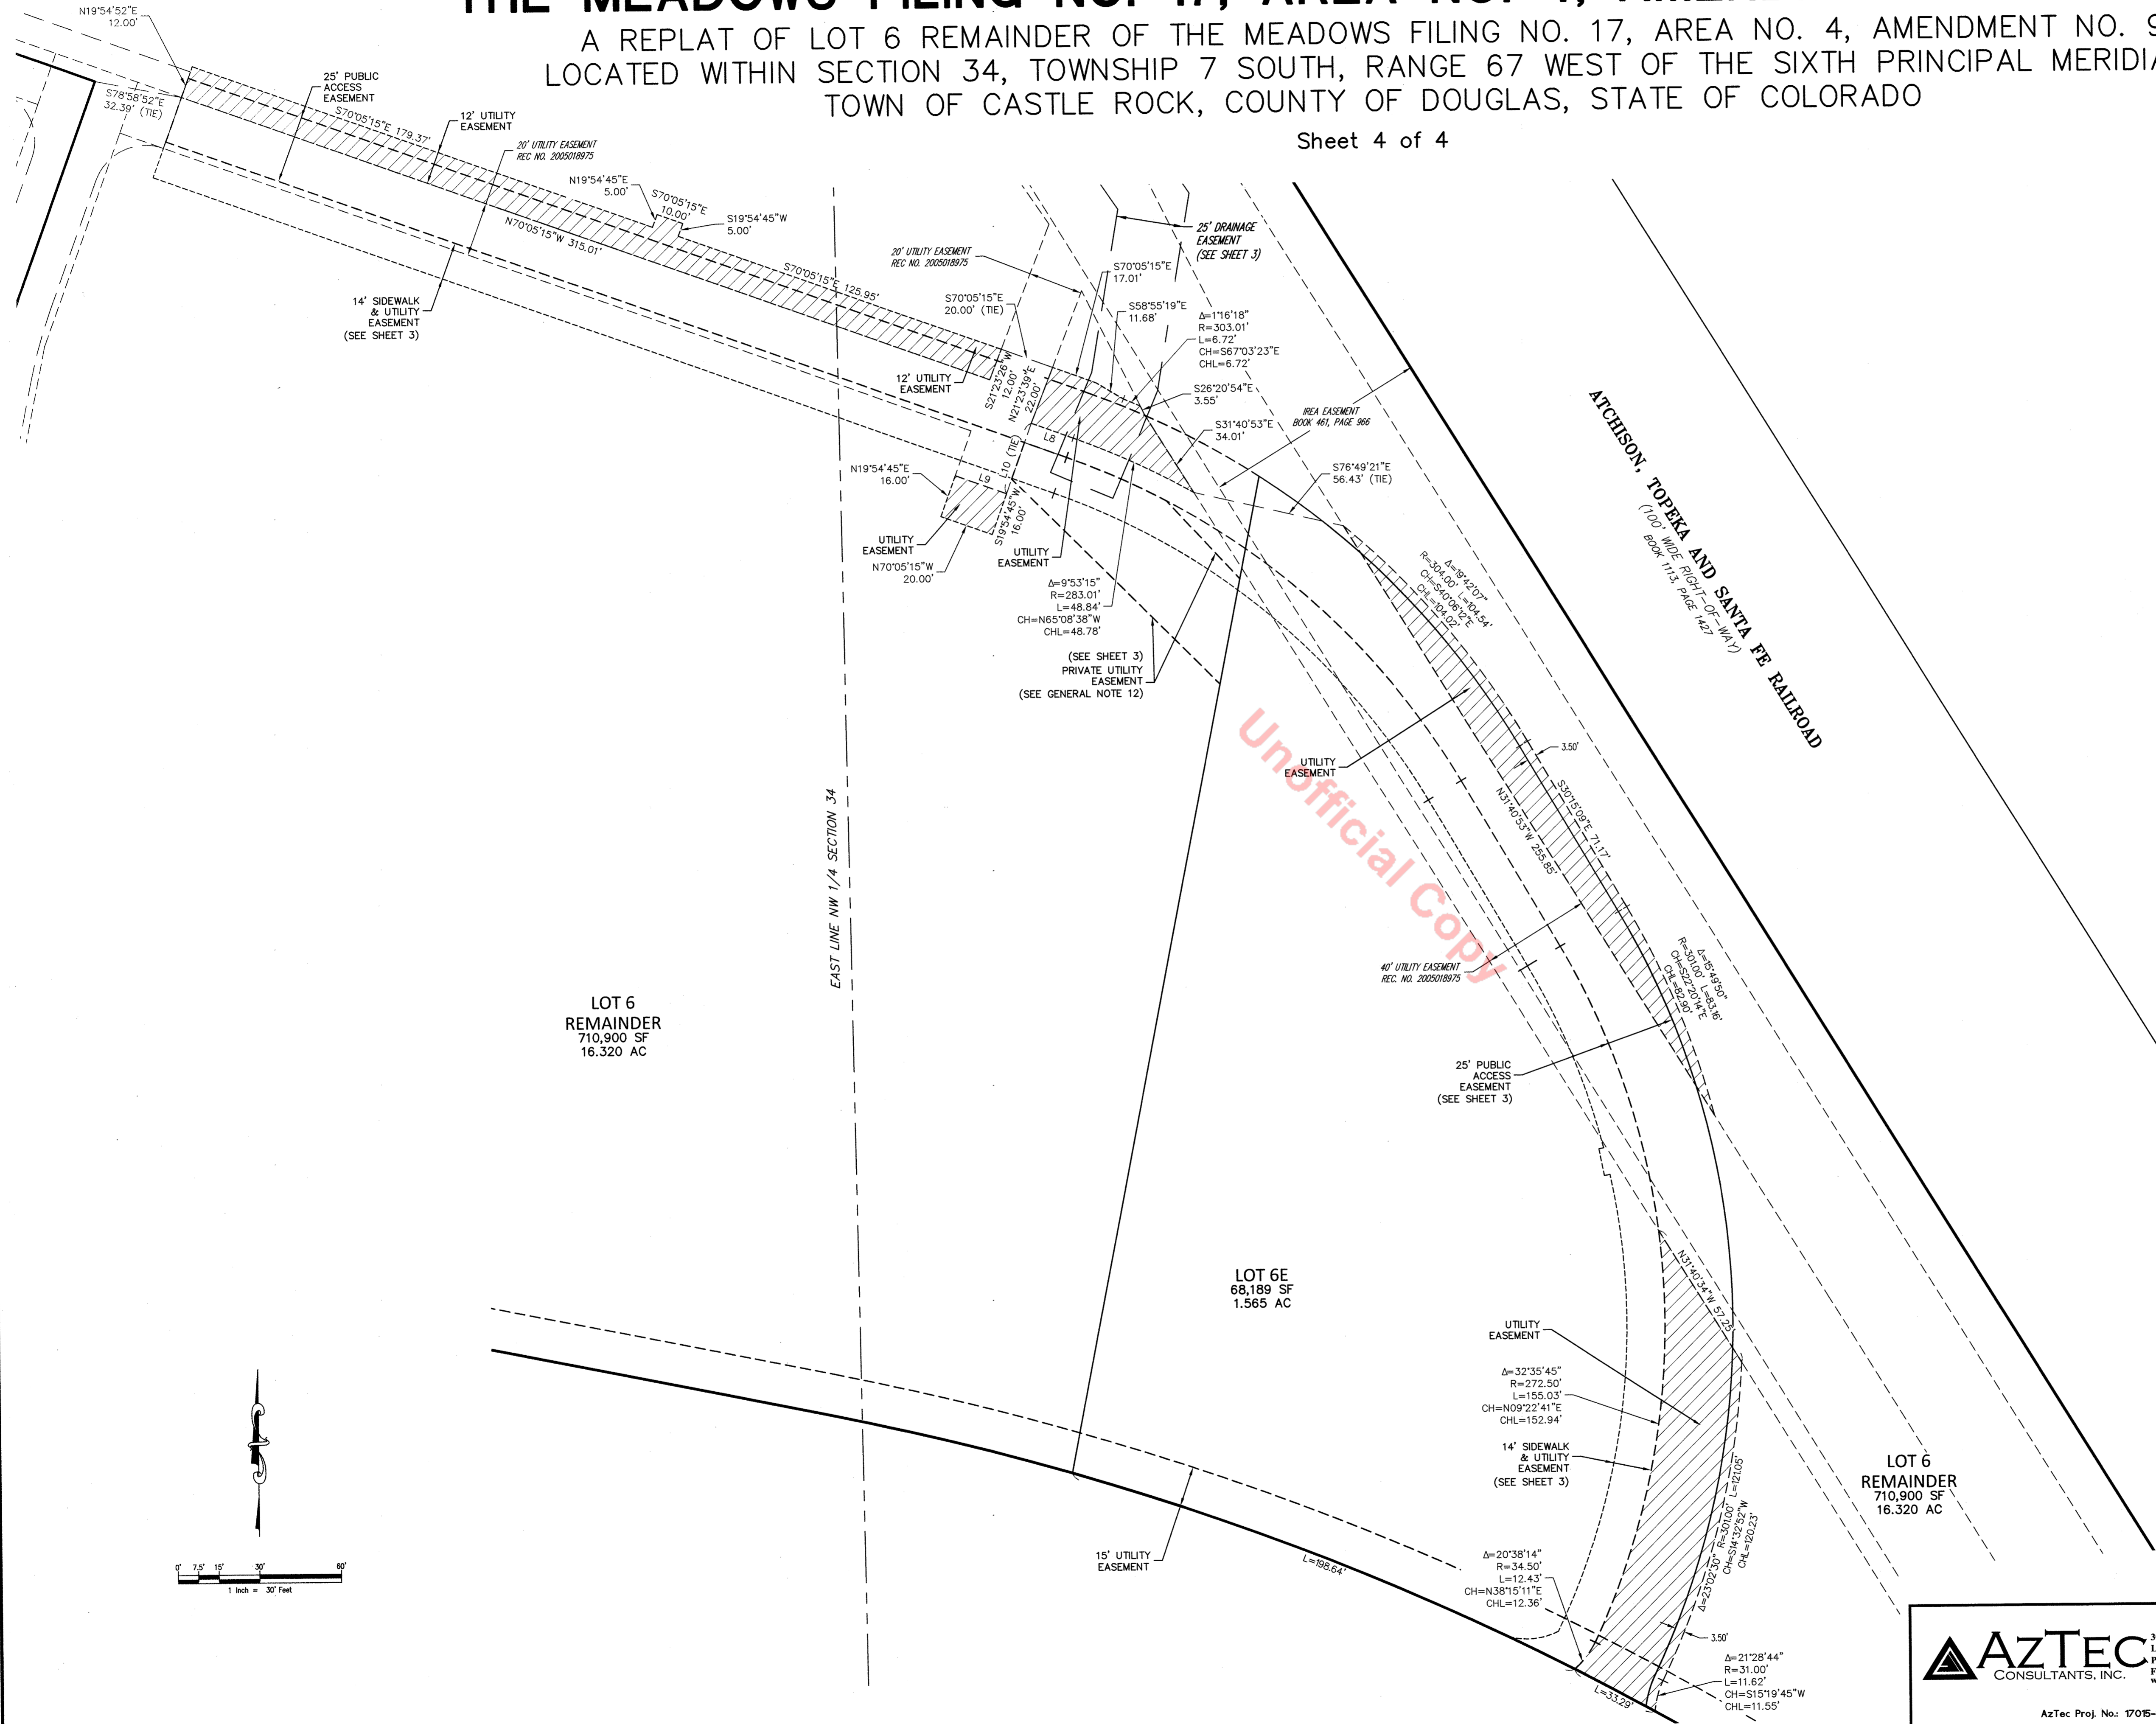 THE MEADOWS FILING NO. 17, AREA NO. 4,
A REPLAT OF LOT 6 REMAINDER OF THE MEADOWS FILING NO. 17, AREA NO. 4, AMENDMENT NO. 9
LOCATED WITHIN SECTION 34, TOWNSHIP 7 SOUTH, RANGE 67 WEST OF THE SIXTH PRINCIPAL
TOWN OF CASTLE ROCK, COUNTY OF DOUGLAS, STATE OF COLORADO
Sheet 4 of 4
N19°54'52"E
12.00'
S78°58'52"E
32.39' (TIE)
25' PUBLIC
ACCESS
EASEMENT
S70°05'15"E 179.37'
12' UTILITY
EASEMENT
20' UTILITY EASEMENT
REC NO. 2005018975
N19°54'45"E
5.00'
S70°05'15"E
10.00'
S19°54'45"W
5.00'
N70°05'15"W 315.01'
14' SIDEWALK
& UTILITY
EASEMENT
(SEE SHEET 3)
S70°05'15"E 125.95'
20' UTILITY EASEMENT
REC NO. 2005018975
25' DRAINAGE
EASEMENT
(SEE SHEET 3)
S70°05'15"E
17.01'
S70°05'15"E
20.00' (TIE)
S58°55'19"E
11.68'
Δ=1°16'18"
R=303.01'
L=6.72'
CH=S67°03'23"E
CHL=6.72'
12' UTILITY
EASEMENT
S21°23'26"W
12.00'
N21°23'39"E
22.00'
S26°20'54"E
3.55'
S31°40'53"E
34.01'
IREA EASEMENT
BOOK 461, PAGE 966
S76°49'21"E
56.43' (TIE)
L8
L10 (TIE)
N19°54'45"E
16.00'
L9
S19°54'45"W
16.00'
UTILITY
EASEMENT
N70°05'15"W
20.00'
UTILITY
EASEMENT
Δ=9°53'15"
R=283.01'
L=48.84'
CH=N65°08'38"W
CHL=48.78'
(SEE SHEET 3)
PRIVATE UTILITY
EASEMENT
(SEE GENERAL NOTE 12)
ATCHISON, TOPEKA AND SANTA FE RAILROAD
(100' WIDE RIGHT-OF-WAY)
BOOK 1113, PAGE 1427
Δ=19°42'07"
R=304.00' L=104.54'
CH=S40°06'12"E
CHL=104.02'
UTILITY
EASEMENT
3.50'
S30°15'09"E 71.17'
N31°40'53"W 255.85'
Unofficial Copy
EAST LINE NW 1/4 SECTION 34
40' UTILITY EASEMENT
REC. NO. 2005018975
Δ=15°49'50"
R=301.00' L=83.16'
CH=S22°20'14"E
CHL=82.90'
LOT 6
REMAINDER
710,900 SF
16.320 AC
25' PUBLIC
ACCESS
EASEMENT
(SEE SHEET 3)
LOT 6E
68,189 SF
1.565 AC
N31°40'34"W 57.25'
UTILITY
EASEMENT
Δ=32°35'45"
R=272.50'
L=155.03'
CH=N09°22'41"E
CHL=152.94'
14' SIDEWALK
& UTILITY
EASEMENT
(SEE SHEET 3)
LOT 6
REMAINDER
710,900 SF
16.320 AC
Δ=23°02'30" R=301.00' L=121.05'
CH=S14°32'52"W
CHL=120.23'
15' UTILITY
EASEMENT
L=198.64'
Δ=20°38'14"
R=34.50'
L=12.43'
CH=N38°15'11"E
CHL=12.36'
3.50'
Δ=21°28'44"
R=31.00'
L=11.62'
CH=S15°19'45"W
CHL=11.55'
L=33.29'
0' 7.5' 15' 30' 60'
1 Inch = 30' Feet
AZTEC
CONSULTANTS, INC.
AzTec Proj. No.: 17015-